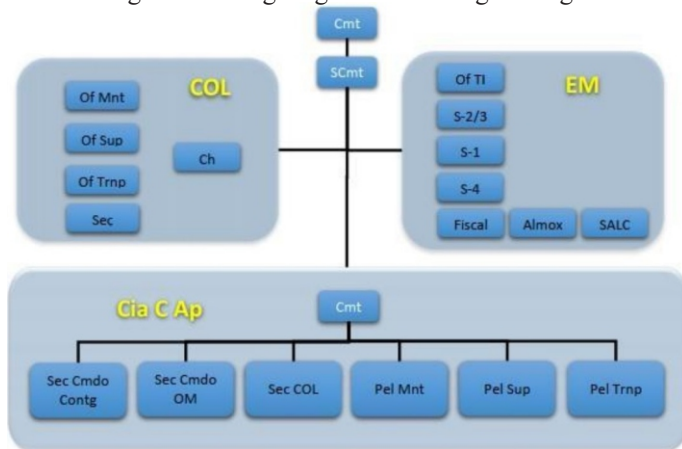 Cmt
SCmt
COL
Of Mnt
Of Sup
Of Trnp
Sec
Ch
EM
Of TI
S-2/3
S-1
S-4
Fiscal
Almox
SALC
Cia C Ap
Cmt
Sec Cmdo
Contg
Sec Cmdo
OM
Sec COL
Pel Mnt
Pel Sup
Pel Trnp